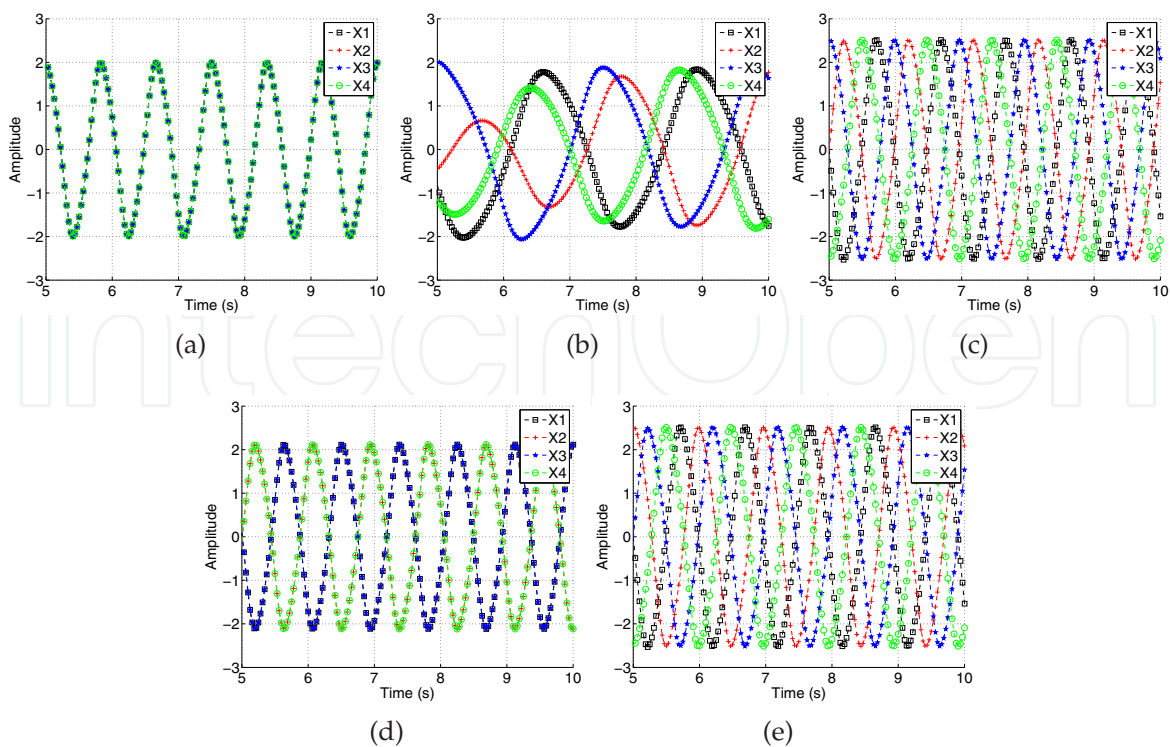 3
2
1
0
−1
−2
−3
Amplitude
5 6 7 8 9 10
Time (s)
X1
X2
X3
X4
(a)
3
2
1
0
−1
−2
−3
Amplitude
5 6 7 8 9 10
Time (s)
X1
X2
X3
X4
(b)
3
2
1
0
−1
−2
−3
Amplitude
5 6 7 8 9 10
Time (s)
X1
X2
X3
X4
(c)
IntechOpen
3
2
1
0
−1
−2
−3
Amplitude
5 6 7 8 9 10
Time (s)
X1
X2
X3
X4
(d)
3
2
1
0
−1
−2
−3
Amplitude
5 6 7 8 9 10
Time (s)
X1
X2
X3
X4
(e)